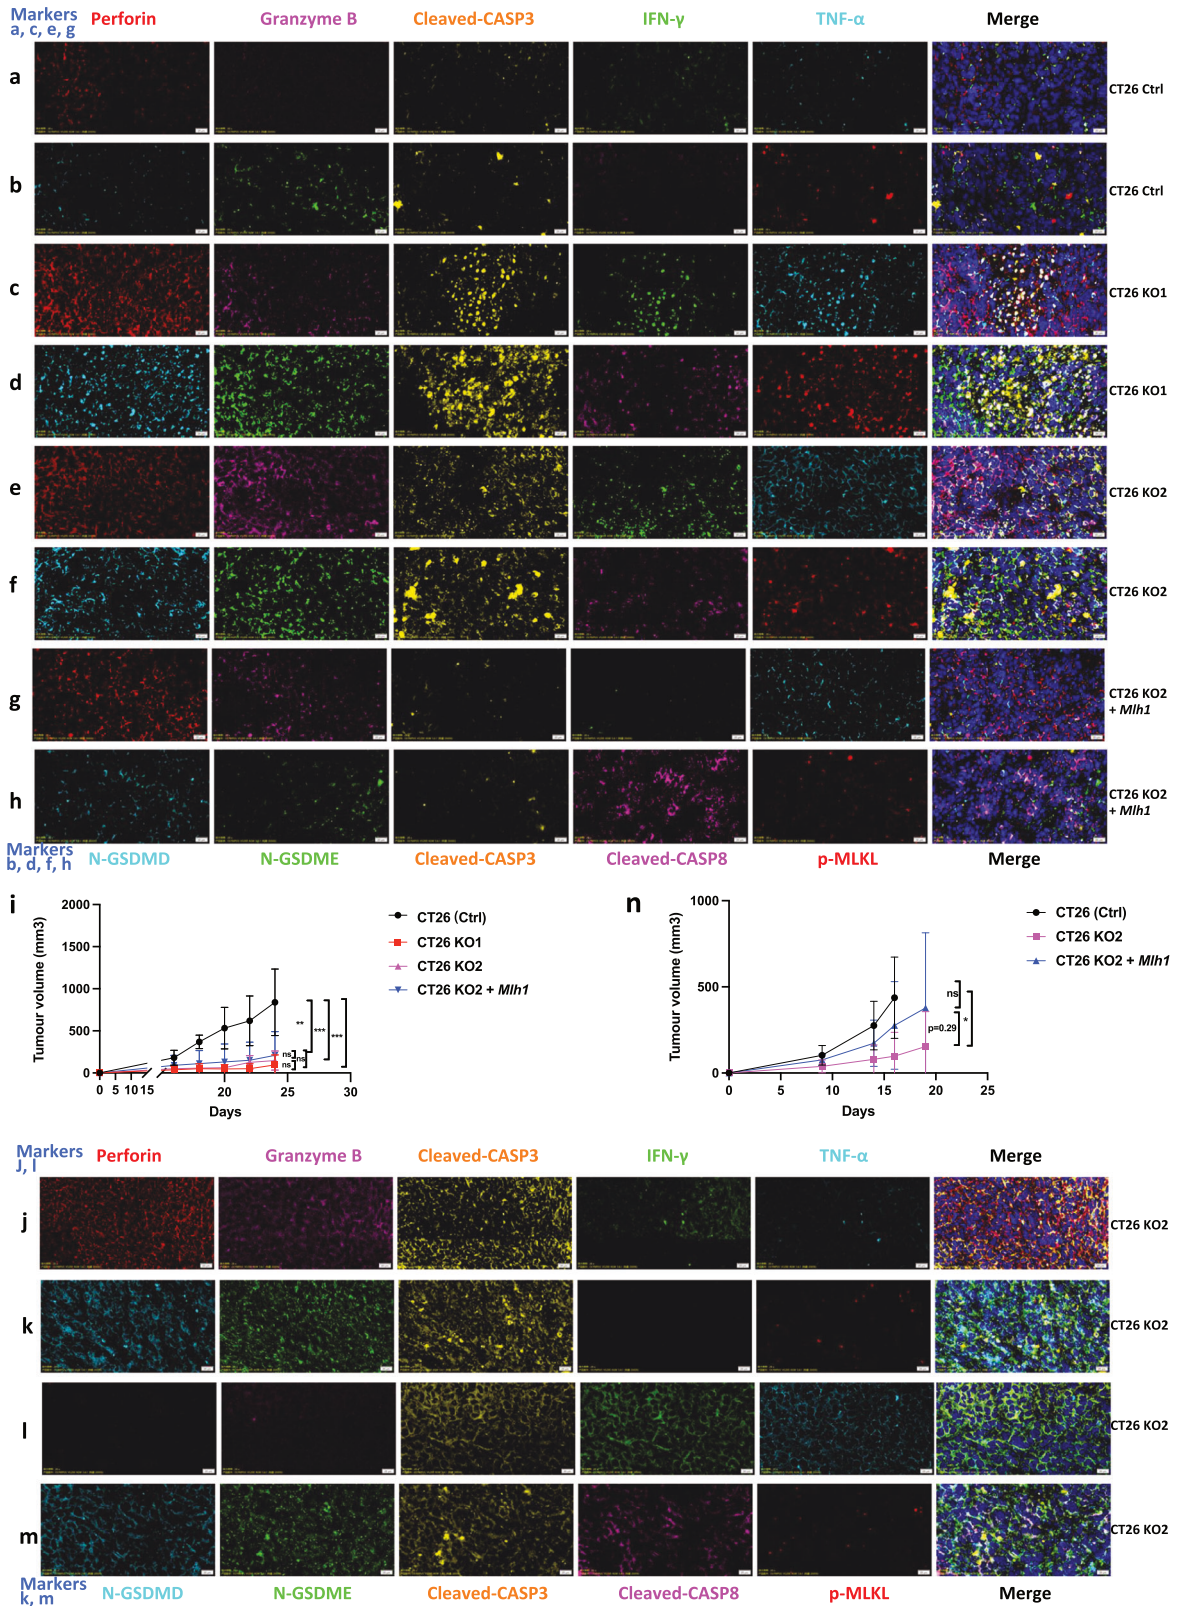 Markers
a, c, e, g
Perforin Granzyme B Cleaved-CASP3 IFN-γ TNF-α Merge
a CT26 Ctrl
b CT26 Ctrl
c CT26 KO1
d CT26 KO1
e CT26 KO2
f CT26 KO2
g CT26 KO2
+ Mlh1
h CT26 KO2
+ Mlh1
Markers
b, d, f, h
N-GSDMD N-GSDME Cleaved-CASP3 Cleaved-CASP8 p-MLKL Merge
i
Tumour volume (mm3)
2000
1500
1000
500
0
0 5 10 15 20 25 30
Days
** *** ***
ns ns
ns
CT26 (Ctrl)
CT26 KO1
CT26 KO2
CT26 KO2 + Mlh1
n
Tumour volume (mm3)
1000
500
0
0 5 10 15 20 25
Days
ns
p=0.29 *
CT26 (Ctrl)
CT26 KO2
CT26 KO2 + Mlh1
Markers
J, l
Perforin Granzyme B Cleaved-CASP3 IFN-γ TNF-α Merge
j CT26 KO2
k CT26 KO2
l CT26 KO2
m CT26 KO2
Markers
k, m
N-GSDMD N-GSDME Cleaved-CASP3 Cleaved-CASP8 p-MLKL Merge